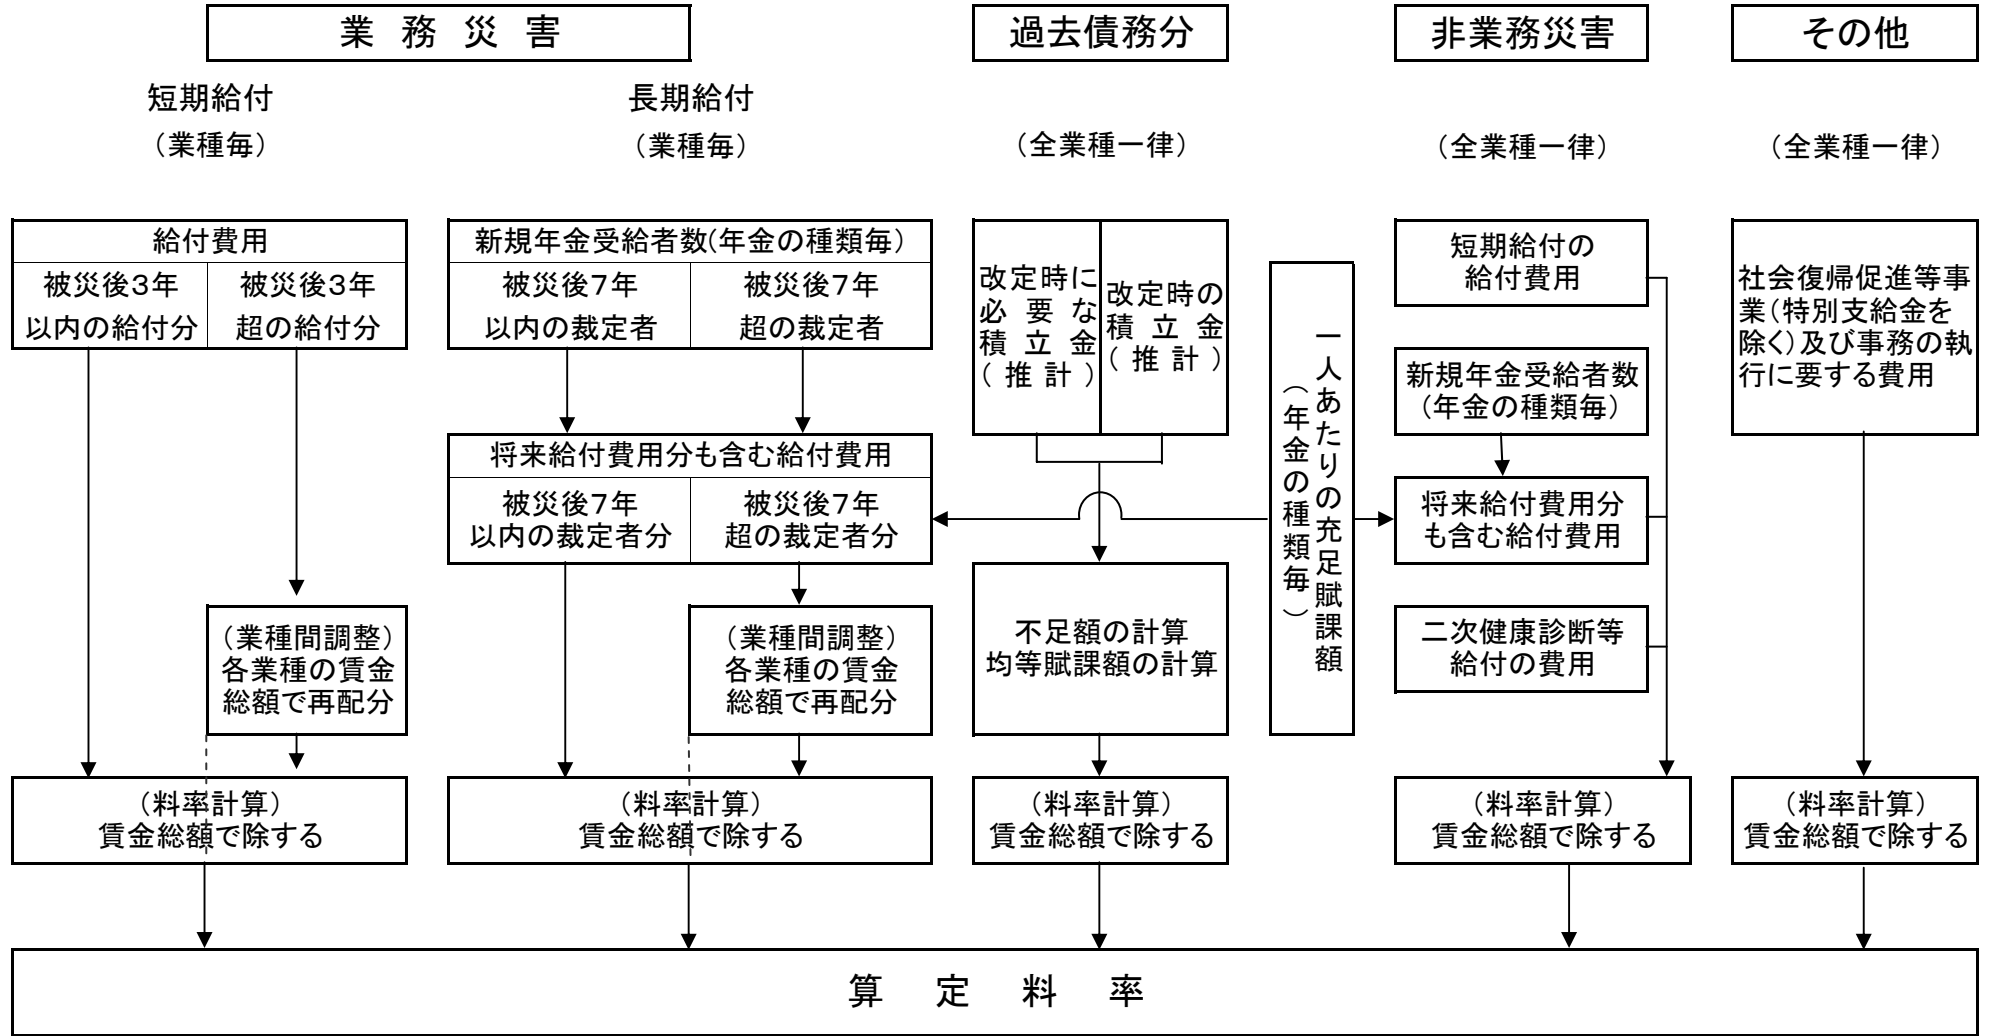 業務災害
過去債務分
非業務災害
その他
短期給付
（業種毎）
長期給付
（業種毎）
（全業種一律）
（全業種一律）
（全業種一律）
給付費用
被災後3年
以内の給付分
被災後3年
超の給付分
新規年金受給者数（年金の種類毎）
被災後7年
以内の裁定者
被災後7年
超の裁定者
将来給付費用分も含む給付費用
被災後7年
以内の裁定者分
被災後7年
超の裁定者分
（業種間調整）
各業種の賃金
総額で再配分
（業種間調整）
各業種の賃金
総額で再配分
改定時に
必要な
積立金
（推計）
改定時の
積立金
（推計）
不足額の計算
均等賦課額の計算
一人あたりの充足賦課額
（年金の種類毎）
短期給付の
給付費用
新規年金受給者数
（年金の種類毎）
将来給付費用分
も含む給付費用
二次健康診断等
給付の費用
社会復帰促進等事
業（特別支給金を
除く）及び事務の執
行に要する費用
（料率計算）
賃金総額で除する
（料率計算）
賃金総額で除する
（料率計算）
賃金総額で除する
（料率計算）
賃金総額で除する
（料率計算）
賃金総額で除する
算定料率